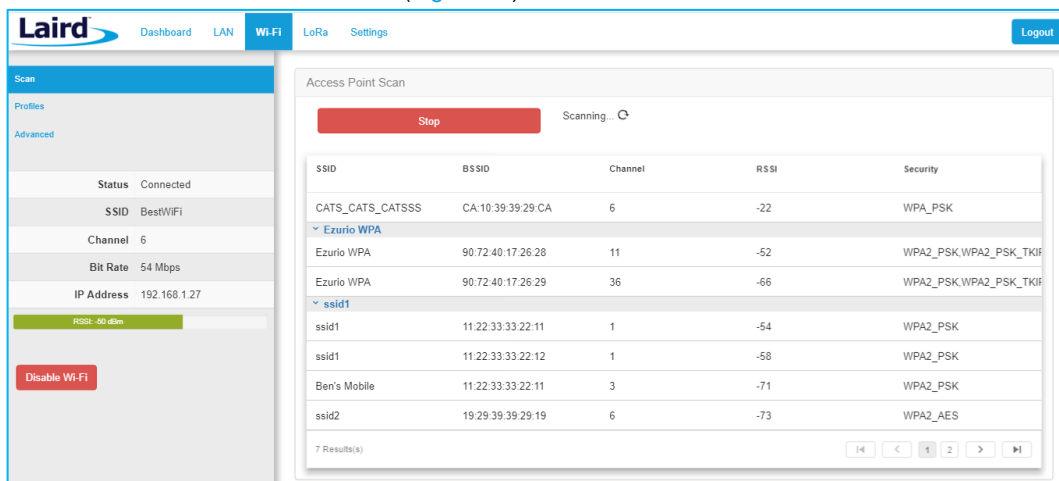 Laird Dashboard LAN Wi-Fi LoRa Settings Logout
Scan
Profiles
Advanced
Status Connected
SSID BestWiFi
Channel 6
Bit Rate 54 Mbps
IP Address 192.168.1.27
RSSI: -50 dBm
Disable Wi-Fi
Access Point Scan
Stop Scanning...
SSID BSSID Channel RSSI Security
CATS_CATS_CATSSS CA:10:39:39:29:CA 6 -22 WPA_PSK
Ezurio WPA
Ezurio WPA 90:72:40:17:26:28 11 -52 WPA2_PSK,WPA2_PSK_TKIP
Ezurio WPA 90:72:40:17:26:29 36 -66 WPA2_PSK,WPA2_PSK_TKIP
ssid1
ssid1 11:22:33:33:22:11 1 -54 WPA2_PSK
ssid1 11:22:33:33:22:12 1 -58 WPA2_PSK
Ben's Mobile 11:22:33:33:22:11 3 -71 WPA2_PSK
ssid2 19:29:39:39:29:19 6 -73 WPA2_AES
7 Results(s) 1 2